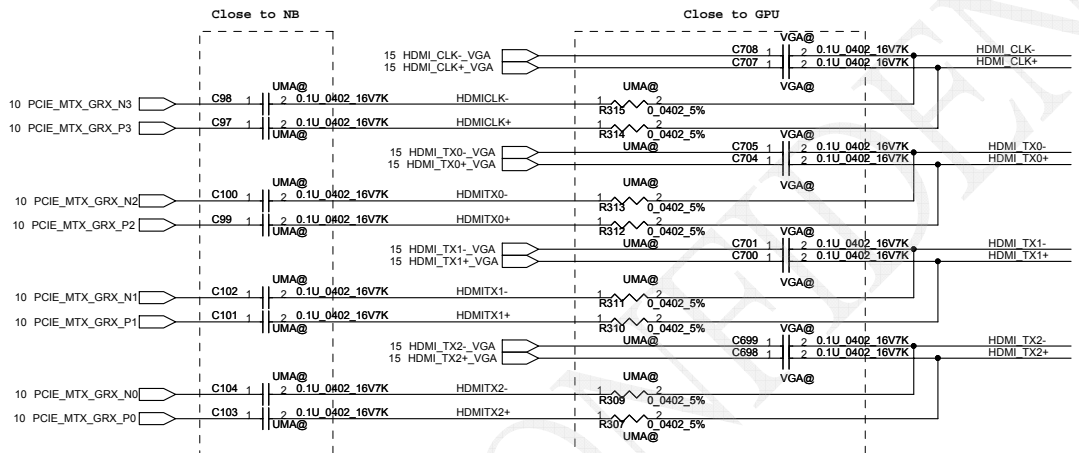 Close to NB Close to GPU
VGA@
15 HDMI_CLK-_VGA C708 1 2 0.1U_0402_16V7K HDMI_CLK-
15 HDMI_CLK+_VGA C707 1 2 0.1U_0402_16V7K HDMI_CLK+
UMA@ UMA@ VGA@
10 PCIE_MTX_GRX_N3 C98 1 2 0.1U_0402_16V7K HDMICLK- 1 2
R315 0_0402_5%
10 PCIE_MTX_GRX_P3 C97 1 2 0.1U_0402_16V7K HDMICLK+ 1 2
UMA@ R314 0_0402_5%
UMA@ VGA@
15 HDMI_TX0-_VGA C705 1 2 0.1U_0402_16V7K HDMI_TX0-
15 HDMI_TX0+_VGA C704 1 2 0.1U_0402_16V7K HDMI_TX0+
UMA@ UMA@ VGA@
10 PCIE_MTX_GRX_N2 C100 1 2 0.1U_0402_16V7K HDMITX0- 1 2
R313 0_0402_5%
10 PCIE_MTX_GRX_P2 C99 1 2 0.1U_0402_16V7K HDMITX0+ 1 2
UMA@ R312 0_0402_5%
UMA@ VGA@
15 HDMI_TX1-_VGA C701 1 2 0.1U_0402_16V7K HDMI_TX1-
15 HDMI_TX1+_VGA C700 1 2 0.1U_0402_16V7K HDMI_TX1+
UMA@ UMA@ VGA@
10 PCIE_MTX_GRX_N1 C102 1 2 0.1U_0402_16V7K HDMITX1- 1 2
R311 0_0402_5%
10 PCIE_MTX_GRX_P1 C101 1 2 0.1U_0402_16V7K HDMITX1+ 1 2
UMA@ R310 0_0402_5%
UMA@ VGA@
15 HDMI_TX2-_VGA C699 1 2 0.1U_0402_16V7K HDMI_TX2-
15 HDMI_TX2+_VGA C698 1 2 0.1U_0402_16V7K HDMI_TX2+
UMA@ UMA@ VGA@
10 PCIE_MTX_GRX_N0 C104 1 2 0.1U_0402_16V7K HDMITX2- 1 2
R309 0_0402_5%
10 PCIE_MTX_GRX_P0 C103 1 2 0.1U_0402_16V7K HDMITX2+ 1 2
UMA@ R307 0_0402_5%
UMA@